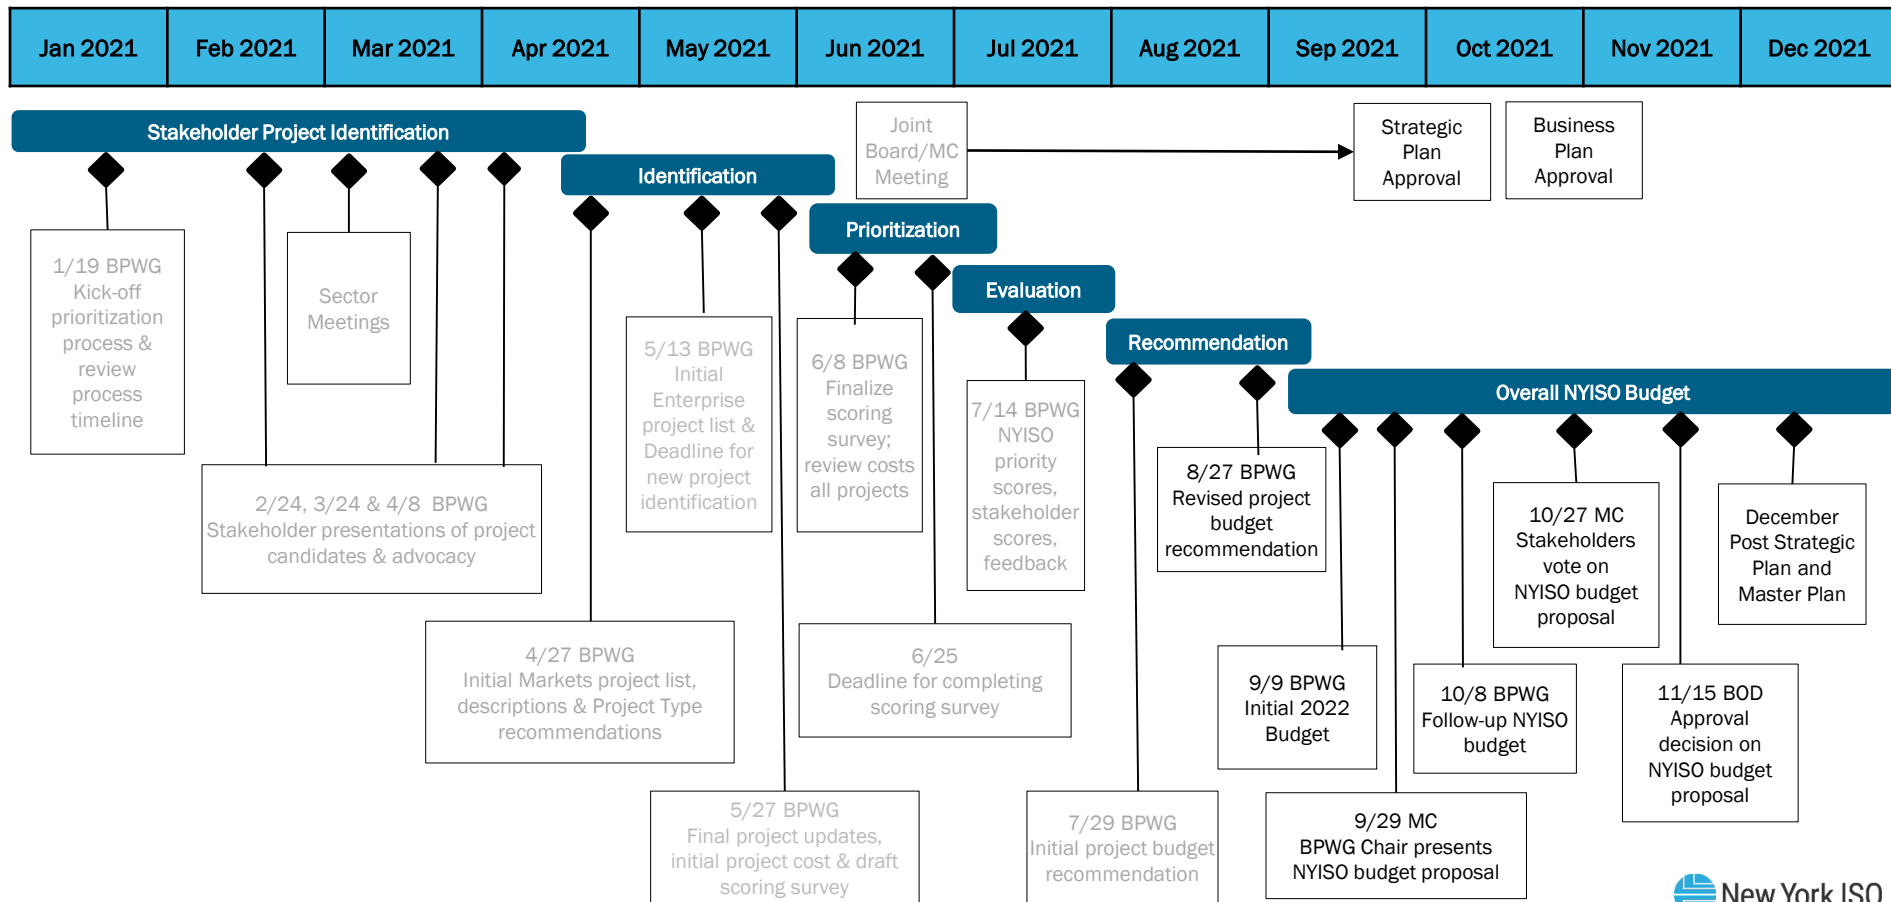 Jan 2021
Feb 2021
Mar 2021
Apr 2021
May 2021
Jun 2021
Jul 2021
Aug 2021
Sep 2021
Oct 2021
Nov 2021
Dec 2021
Stakeholder Project Identification
Identification
Prioritization
Evaluation
Recommendation
Overall NYISO Budget
Joint
Board/MC
Meeting
Strategic
Plan
Approval
Business
Plan
Approval
1/19 BPWG
Kick-off
prioritization
process &
review
process
timeline
Sector
Meetings
2/24, 3/24 & 4/8 BPWG
Stakeholder presentations of project
candidates & advocacy
4/27 BPWG
Initial Markets project list,
descriptions & Project Type
recommendations
5/13 BPWG
Initial
Enterprise
project list &
Deadline for
new project
identification
5/27 BPWG
Final project updates,
initial project cost & draft
scoring survey
6/8 BPWG
Finalize
scoring
survey;
review costs
all projects
6/25
Deadline for completing
scoring survey
7/14 BPWG
NYISO
priority
scores,
stakeholder
scores,
feedback
7/29 BPWG
Initial project budget
recommendation
8/27 BPWG
Revised project
budget
recommendation
9/9 BPWG
Initial 2022
Budget
9/29 MC
BPWG Chair presents
NYISO budget proposal
10/8 BPWG
Follow-up NYISO
budget
10/27 MC
Stakeholders
vote on
NYISO budget
proposal
11/15 BOD
Approval
decision on
NYISO budget
proposal
December
Post Strategic
Plan and
Master Plan
New York ISO